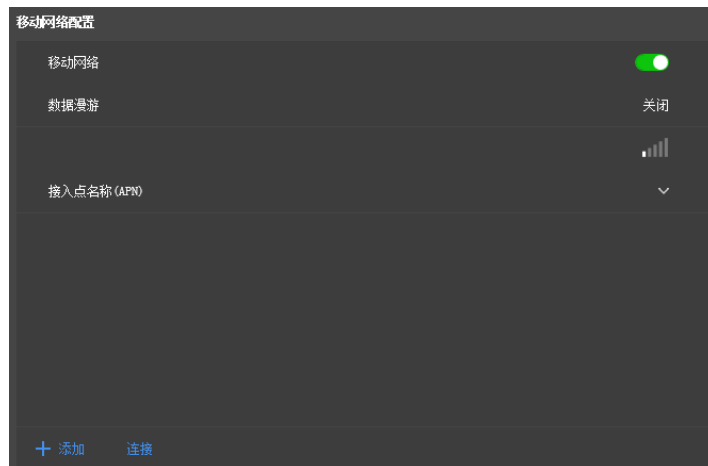 移动网络配置
移动网络
数据漫游
关闭
接入点名称(APN)
添加
连接